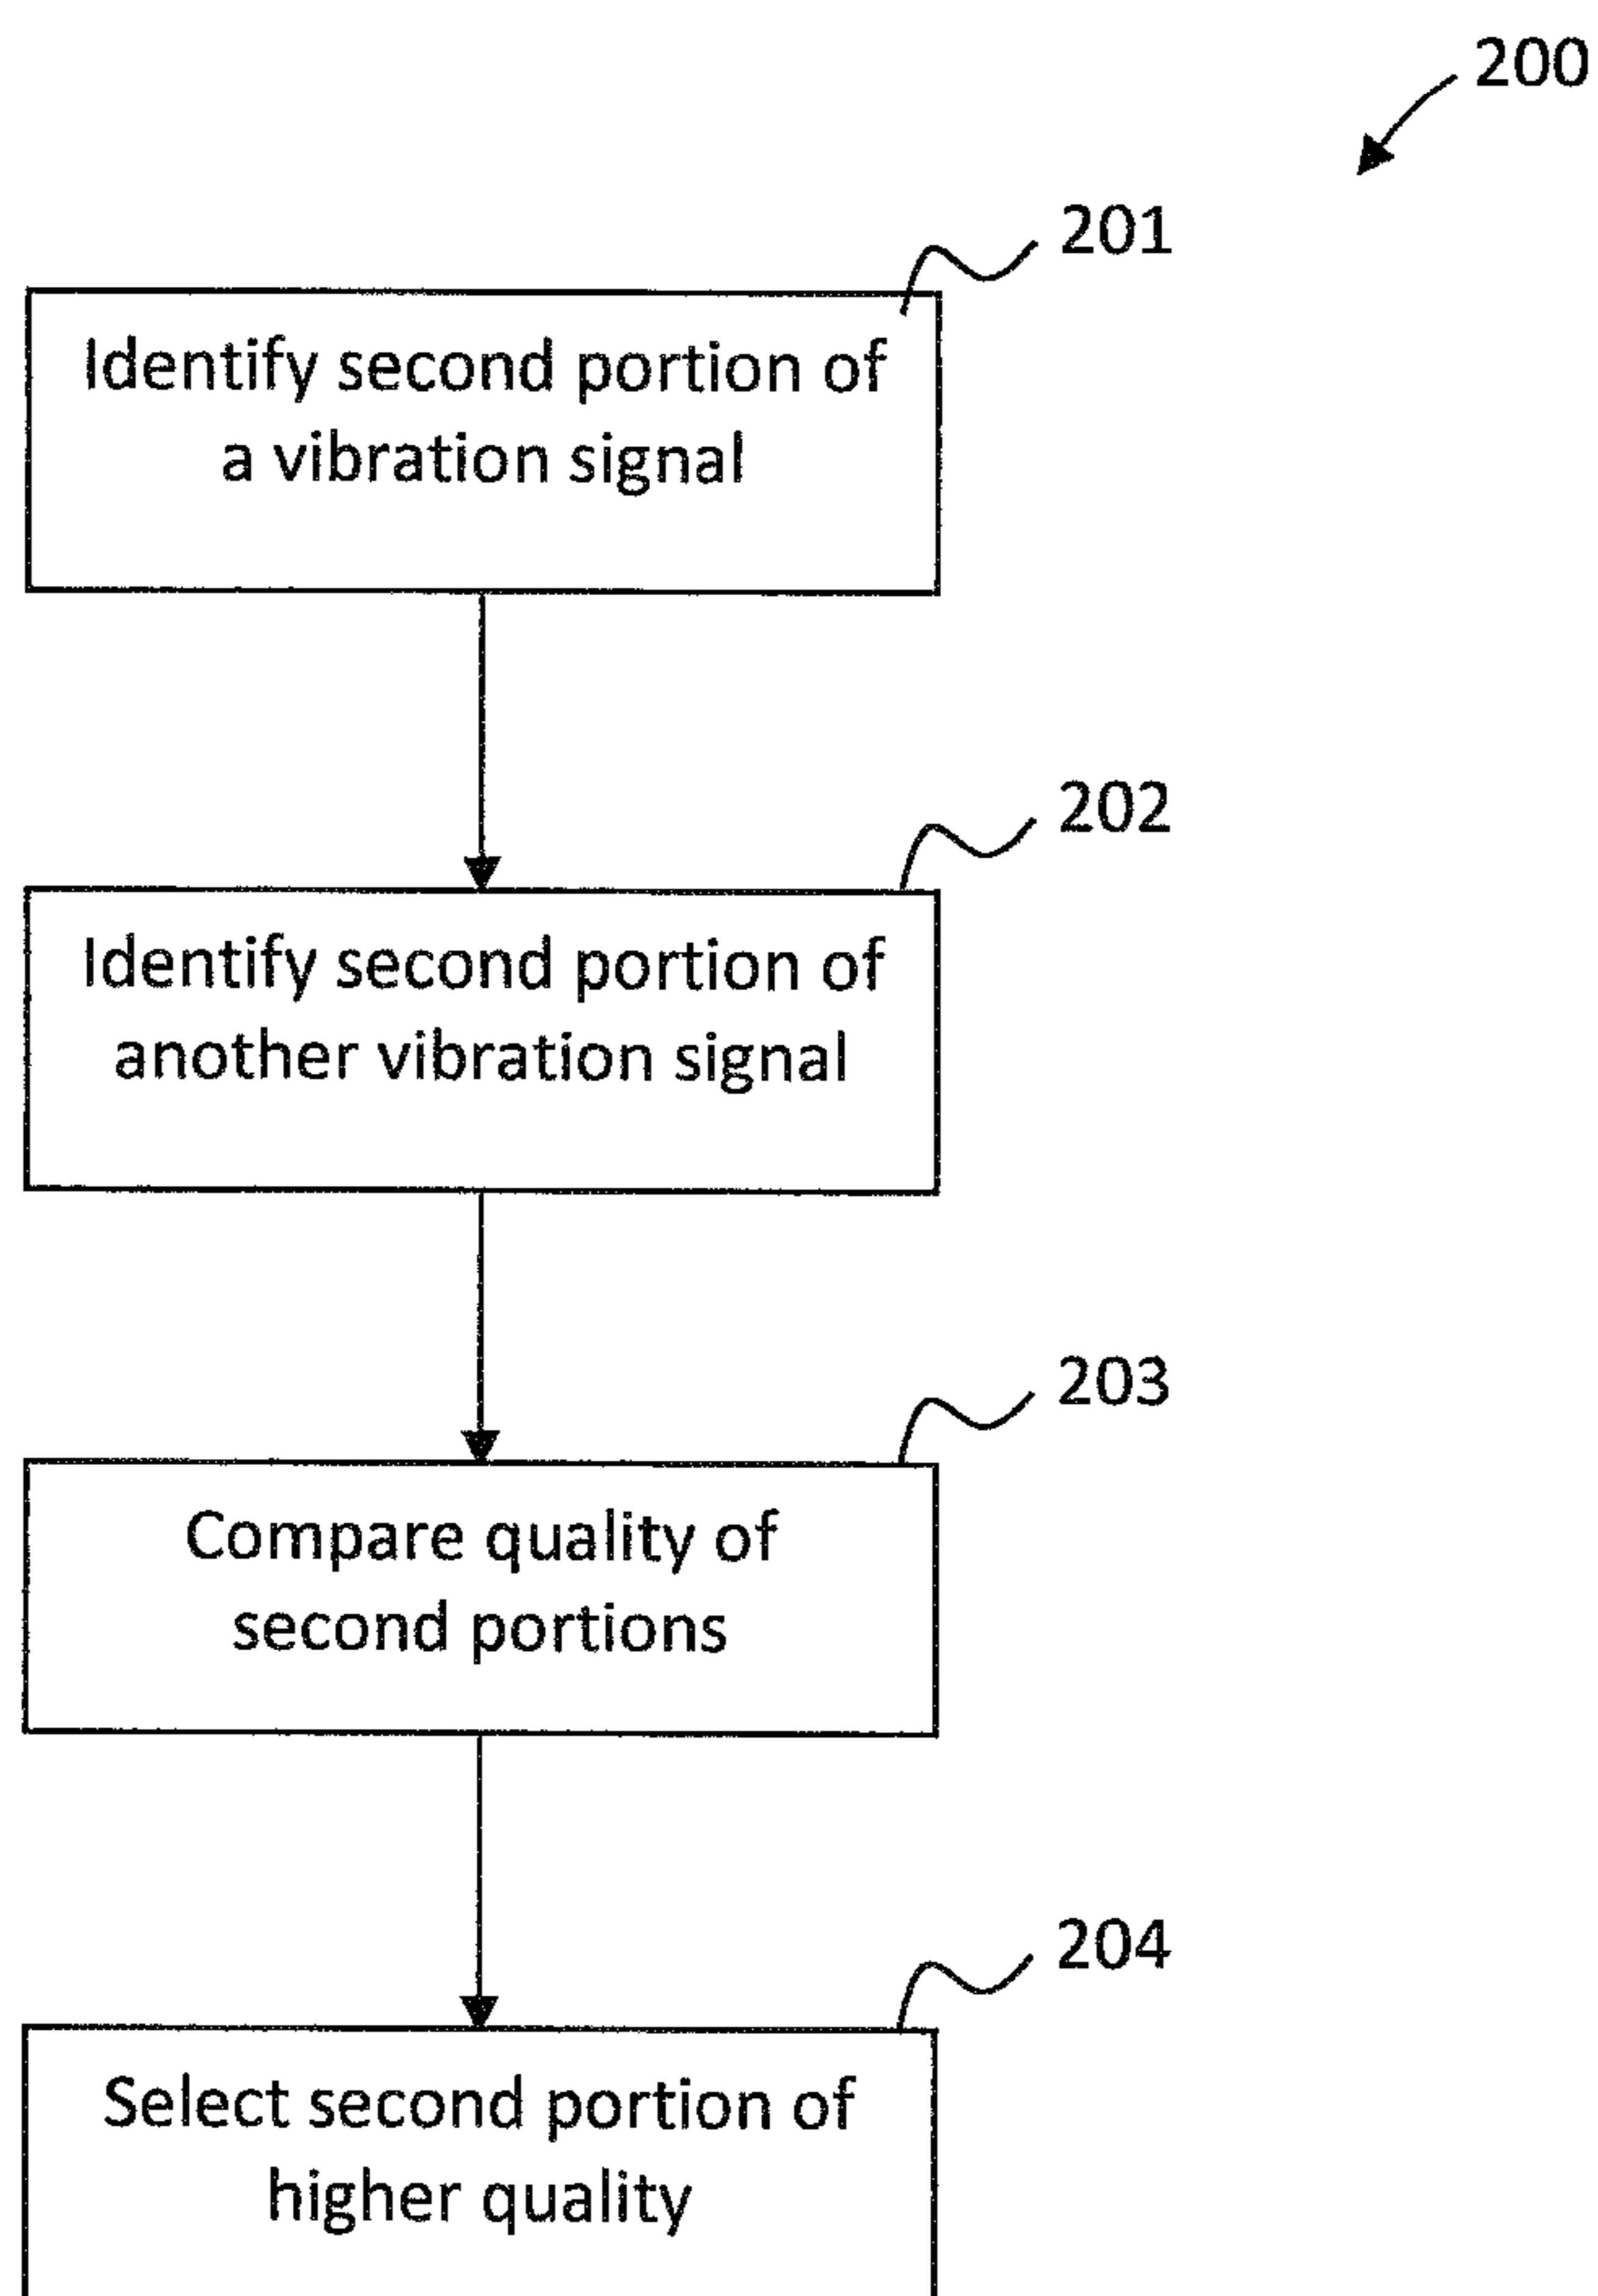 200
201
Identify second portion of
a vibration signal
202
Identify second portion of
another vibration signal
203
Compare quality of
second portions
204
Select second portion of
higher quality